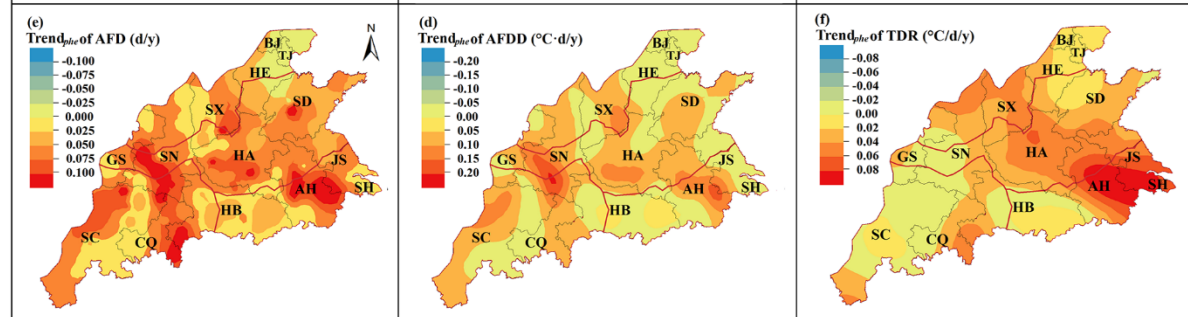 (e)
Trendphe of AFD (d/y)
N
-0.100
-0.075
-0.050
-0.025
0.000
0.025
0.050
0.075
0.100
BJ
TJ
HE
SX
SD
GS
SN
HA
JS
AH
SH
HB
SC
CQ
(d)
Trendphe of AFDD (°C·d/y)
-0.20
-0.15
-0.10
-0.05
0.00
0.05
0.10
0.15
0.20
BJ
TJ
HE
SX
SD
GS
SN
HA
JS
AH
SH
HB
SC
CQ
(f)
Trendphe of TDR (°C/d/y)
-0.08
-0.06
-0.04
-0.02
0.00
0.02
0.04
0.06
0.08
BJ
TJ
HE
SX
SD
GS
SN
HA
JS
AH
SH
HB
SC
CQ